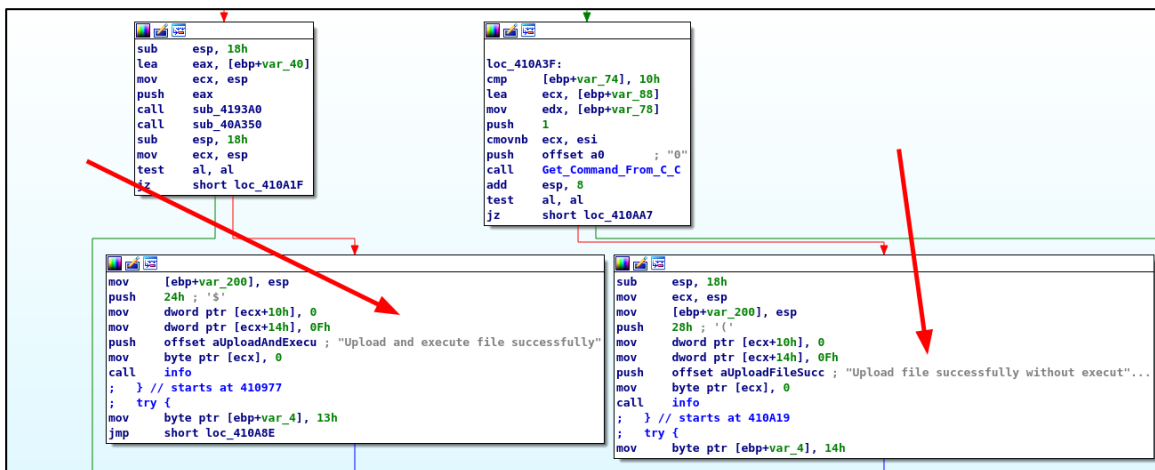 sub esp, 18h
lea eax, [ebp+var_40]
mov ecx, esp
push eax
call sub_4193A0
call sub_40A350
sub esp, 18h
mov ecx, esp
test al, al
jz short loc_410A1F
loc_410A3F:
cmp [ebp+var_74], 10h
lea ecx, [ebp+var_88]
mov edx, [ebp+var_78]
push 1
cmovnb ecx, esi
push offset a0 ; "0"
call Get_Command_From_C_C
add esp, 8
test al, al
jz short loc_410AA7
mov [ebp+var_200], esp
push 24h ; '$'
mov dword ptr [ecx+10h], 0
mov dword ptr [ecx+14h], 0Fh
push offset aUploadAndExecu ; "Upload and execute file successfully"
mov byte ptr [ecx], 0
call info
; } // starts at 410977
; try {
mov byte ptr [ebp+var_4], 13h
jmp short loc_410A8E
sub esp, 18h
mov ecx, esp
mov [ebp+var_200], esp
push 28h ; '('
mov dword ptr [ecx+10h], 0
mov dword ptr [ecx+14h], 0Fh
push offset aUploadFileSucc ; "Upload file successfully without execut"...
mov byte ptr [ecx], 0
call info
; } // starts at 410A19
; try {
mov byte ptr [ebp+var_4], 14h